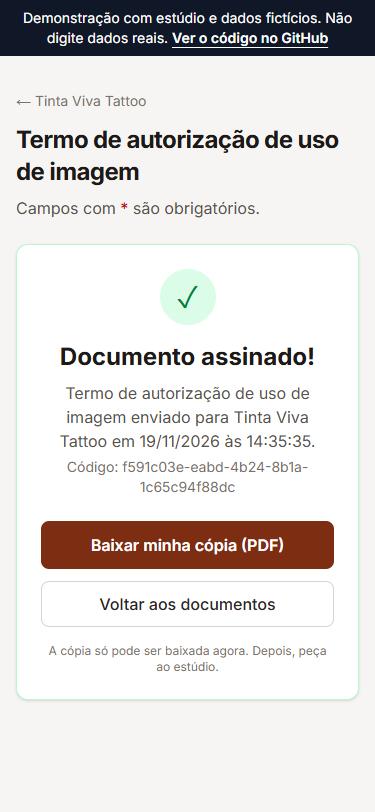 Demonstração com estúdio e dados fictícios. Não
digite dados reais. Ver o código no GitHub
← Tinta Viva Tattoo
Termo de autorização de uso
de imagem
Campos com * são obrigatórios.
✓
Documento assinado!
Termo de autorização de uso de
imagem enviado para Tinta Viva
Tattoo em 19/11/2026 às 14:35:35.
Código: f591c03e-eabd-4b24-8b1a-
1c65c94f88dc
Baixar minha cópia (PDF)
Voltar aos documentos
A cópia só pode ser baixada agora. Depois, peça
ao estúdio.